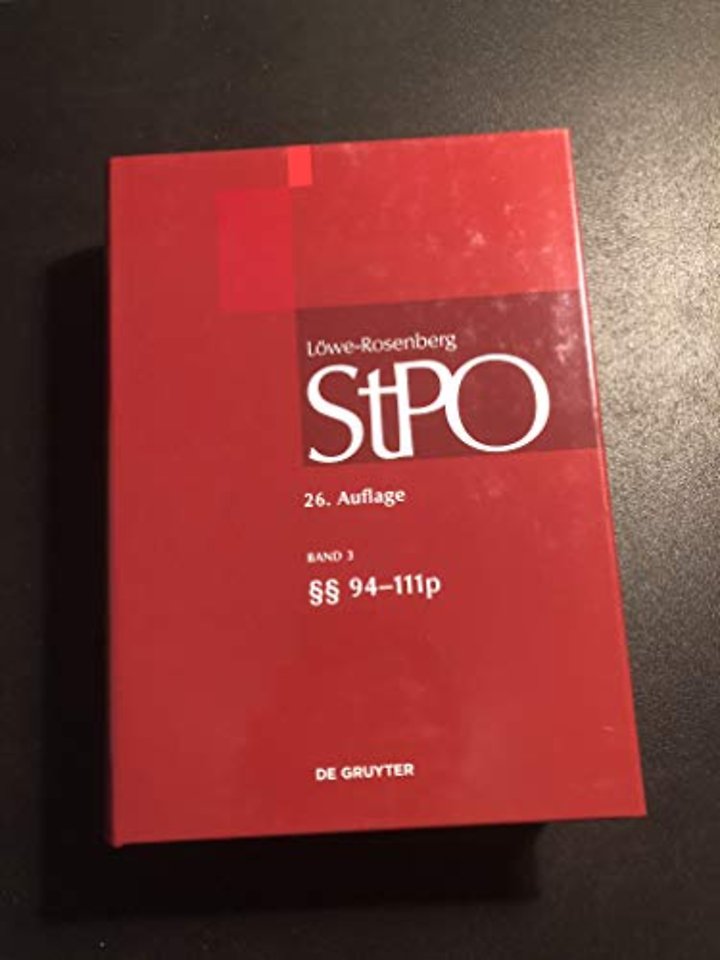 Löwe-Rosenberg
StPO
26. Auflage
BAND 3
§§ 94–111p
DE GRUYTER